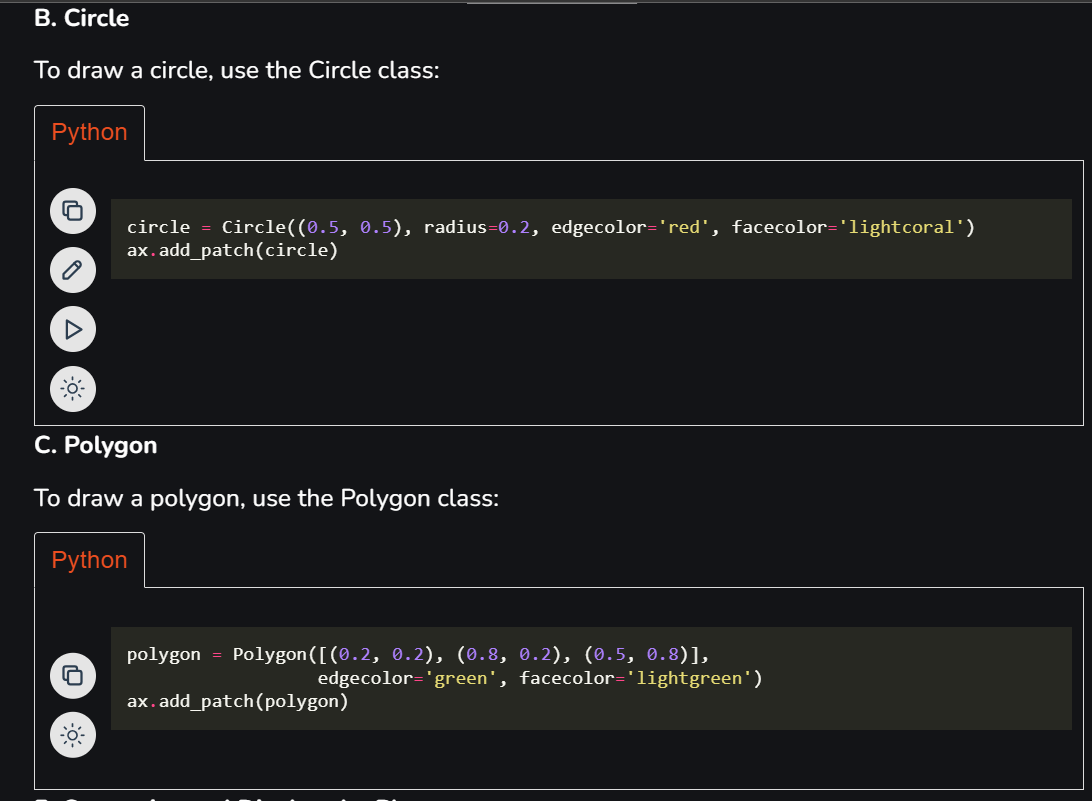 B. Circle
To draw a circle, use the Circle class:
Python
circle = Circle((0.5, 0.5), radius=0.2, edgecolor='red', facecolor='lightcoral')
ax.add_patch(circle)
C. Polygon
To draw a polygon, use the Polygon class:
Python
polygon = Polygon([(0.2, 0.2), (0.8, 0.2), (0.5, 0.8)],
                  edgecolor='green', facecolor='lightgreen')
ax.add_patch(polygon)